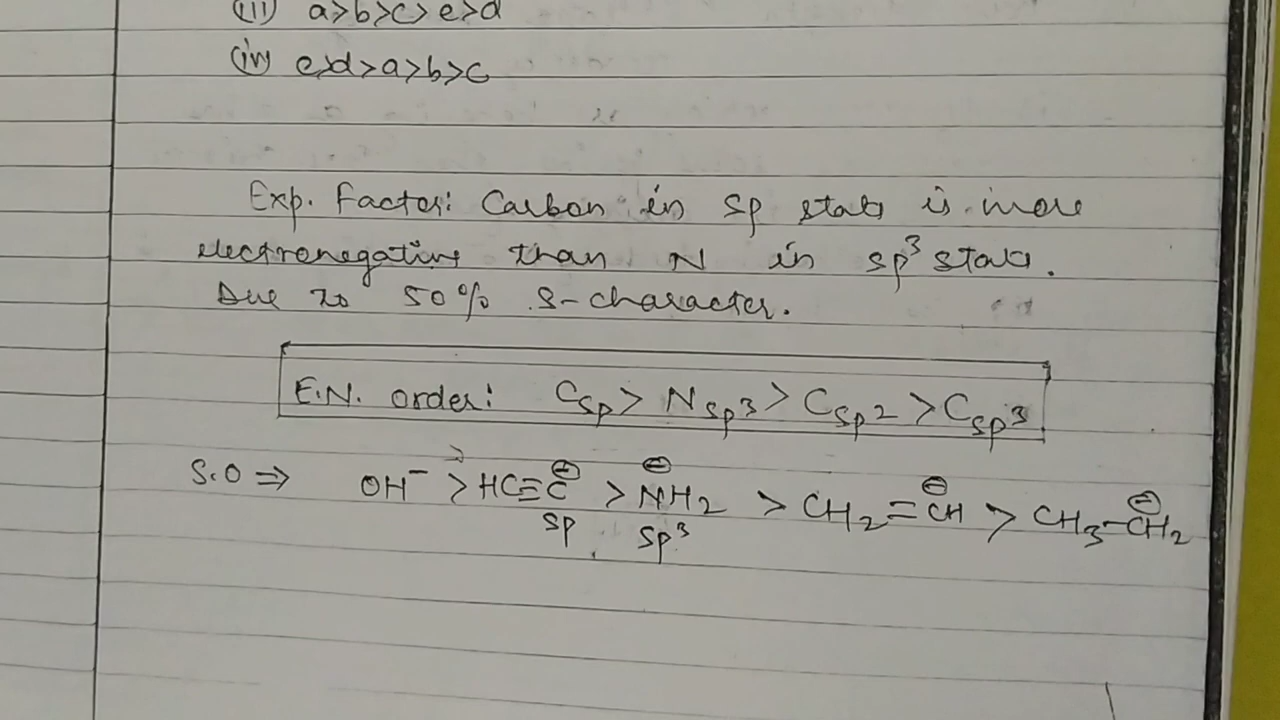 (iii) a>b>c>e>d
(iv) e>d>a>b>c
Exp. Factor: Carbon in sp state is more
electronegative than N in sp³ state.
Due to 50% s-character.
E.N. order: Csp > Nsp3 > Csp2 > Csp3
S.O ⇒ OH⁻ > HC≡C⊖ > N⊖H₂ > CH₂=C⊖H > CH₃-C⊖H₂
sp sp³